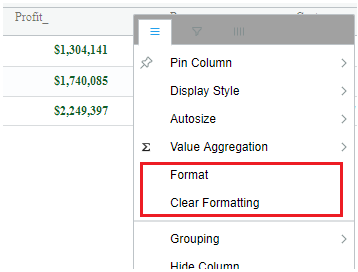 Profit_
$1,304,141
$1,740,085
$2,249,397
Pin Column
Display Style
Autosize
Σ Value Aggregation
Format
Clear Formatting
Grouping
Hide Column